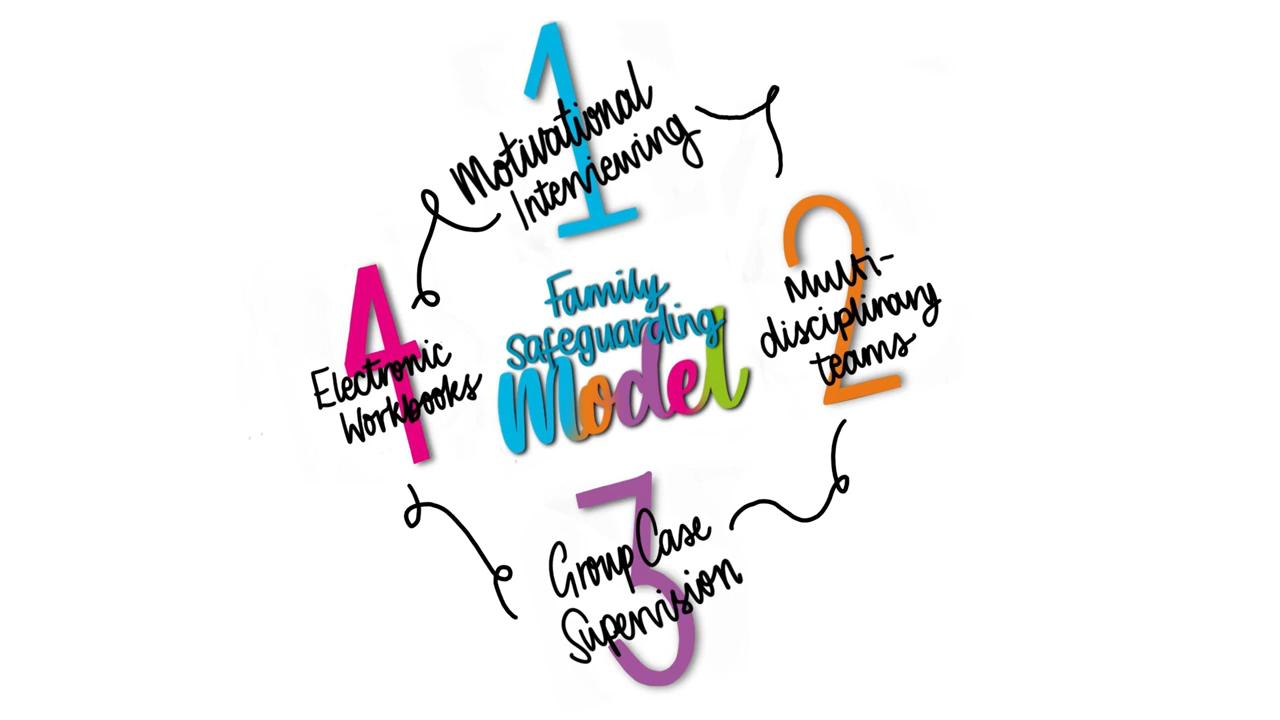 1
Motivational
Interviewing
2
Multi-
disciplinary
teams
Family
safeguarding
Model
4
Electronic
Workbooks
3
Group Case
Supervision